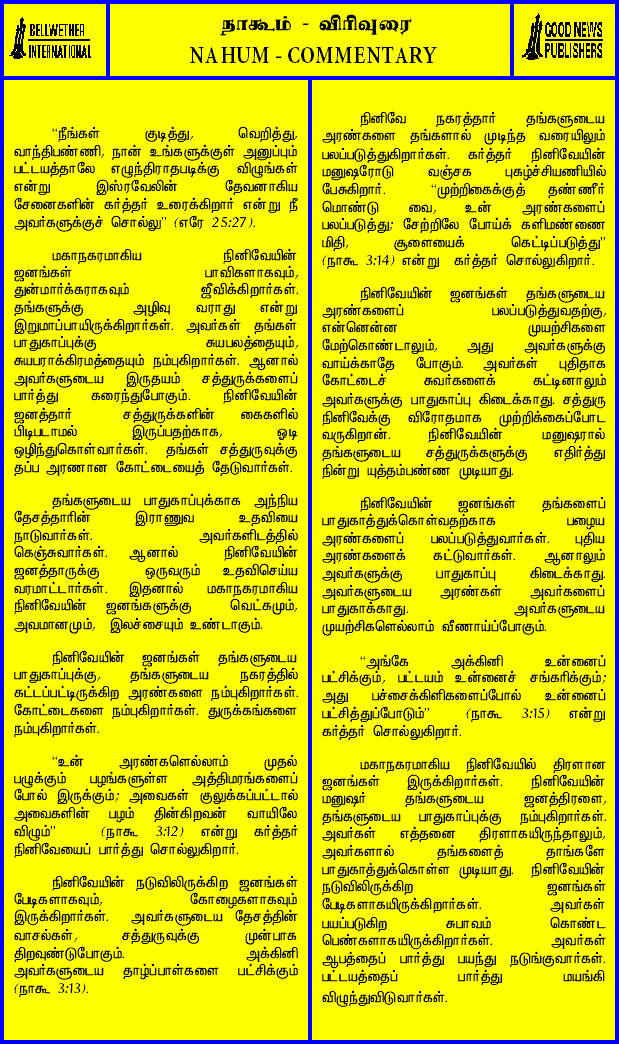 BELLWETHER
INTERNATIONAL
நாகூம் - விரிவுரை
NAHUM - COMMENTARY
GOOD NEWS
PUBLISHERS
“நீங்கள் குடித்து, வெறித்து,
வாந்திபண்ணி, நான் உங்களுக்குள் அனுப்பும்
பட்டயத்தாலே எழுந்திராதபடிக்கு விழுங்கள்
என்று இஸ்ரவேலின் தேவனாகிய
சேனைகளின் கர்த்தர் உரைக்கிறார் என்று நீ
அவர்களுக்குச் சொல்லு” (எரே 25:27).
மகாநகரமாகிய நினிவேயின்
ஜனங்கள் பாவிகளாகவும்,
துன்மார்க்கராகவும் ஜீவிக்கிறார்கள்.
தங்களுக்கு அழிவு வராது என்று
இறுமாப்பாயிருக்கிறார்கள். அவர்கள் தங்கள்
பாதுகாப்புக்கு சுயபலத்தையும்,
சுயபராக்கிரமத்தையும் நம்புகிறார்கள். ஆனால்
அவர்களுடைய இருதயம் சத்துருக்களைப்
பார்த்து கரைந்துபோகும். நினிவேயின்
ஜனத்தார் சத்துருக்களின் கைகளில்
பிடிபடாமல் இருப்பதற்காக, ஓடி
ஒழிந்துகொள்வார்கள். தங்கள் சத்துருவுக்கு
தப்ப அரணான கோட்டையைத் தேடுவார்கள்.
தங்களுடைய பாதுகாப்புக்காக அந்நிய
தேசத்தாரின் இராணுவ உதவியை
நாடுவார்கள். அவர்களிடத்தில்
கெஞ்சுவார்கள். ஆனால் நினிவேயின்
ஜனத்தாருக்கு ஒருவரும் உதவிசெய்ய
வரமாட்டார்கள். இதனால் மகாநகரமாகிய
நினிவேயின் ஜனங்களுக்கு வெட்கமும்,
அவமானமும், இலச்சையும் உண்டாகும்.
நினிவேயின் ஜனங்கள் தங்களுடைய
பாதுகாப்புக்கு, தங்களுடைய நகரத்தில்
கட்டப்பட்டிருக்கிற அரண்களை நம்புகிறார்கள்.
கோட்டைகளை நம்புகிறார்கள். துருக்கங்களை
நம்புகிறார்கள்.
“உன் அரண்களெல்லாம் முதல்
பழுக்கும் பழங்களுள்ள அத்திமரங்களைப்
போல் இருக்கும்; அவைகள் குலுக்கப்பட்டால்
அவைகளின் பழம் தின்கிறவன் வாயிலே
விழும்” (நாகூ 3:12) என்று கர்த்தர்
நினிவேயைப் பார்த்து சொல்லுகிறார்.
நினிவேயின் நடுவிலிருக்கிற ஜனங்கள்
பேடிகளாகவும், கோழைகளாகவும்
இருக்கிறார்கள். அவர்களுடைய தேசத்தின்
வாசல்கள், சத்துருவுக்கு முன்பாக
திறவுண்டுபோகும். அக்கினி
அவர்களுடைய தாழ்ப்பாள்களை பட்சிக்கும்
(நாகூ 3:13).
நினிவே நகரத்தார் தங்களுடைய
அரண்களை தங்களால் முடிந்த வரையிலும்
பலப்படுத்துகிறார்கள். கர்த்தர் நினிவேயின்
மனுஷரோடு வஞ்சக புகழ்ச்சியணியில்
பேசுகிறார். “முற்றிகைக்குத் தண்ணீர்
மொண்டு வை, உன் அரண்களைப்
பலப்படுத்து; சேற்றிலே போய்க் களிமண்ணை
மிதி, சூளையைக் கெட்டிப்படுத்து”
(நாகூ 3:14) என்று கர்த்தர் சொல்லுகிறார்.
நினிவேயின் ஜனங்கள் தங்களுடைய
அரண்களைப் பலப்படுத்துவதற்கு,
என்னென்ன முயற்சிகளை
மேற்கொண்டாலும், அது அவர்களுக்கு
வாய்க்காதே போகும். அவர்கள் புதிதாக
கோட்டைச் சுவர்களைக் கட்டினாலும்
அவர்களுக்கு பாதுகாப்பு கிடைக்காது. சத்துரு
நினிவேக்கு விரோதமாக முற்றிக்கைப்போட
வருகிறான். நினிவேயின் மனுஷரால்
தங்களுடைய சத்துருக்களுக்கு எதிர்த்து
நின்று யுத்தம்பண்ண முடியாது.
நினிவேயின் ஜனங்கள் தங்களைப்
பாதுகாத்துக்கொள்வதற்காக பழைய
அரண்களைப் பலப்படுத்துவார்கள். புதிய
அரண்களைக் கட்டுவார்கள். ஆனாலும்
அவர்களுக்கு பாதுகாப்பு கிடைக்காது.
அவர்களுடைய அரண்கள் அவர்களைப்
பாதுகாக்காது. அவர்களுடைய
முயற்சிகளெல்லாம் வீணாய்ப்போகும்.
“அங்கே அக்கினி உன்னைப்
பட்சிக்கும், பட்டயம் உன்னைச் சங்கரிக்கும்;
அது பச்சைக்கிளிகளைப்போல் உன்னைப்
பட்சித்துப்போடும்” (நாகூ 3:15) என்று
கர்த்தர் சொல்லுகிறார்.
மகாநகரமாகிய நினிவேயில் திரளான
ஜனங்கள் இருக்கிறார்கள். நினிவேயின்
மனுஷர் தங்களுடைய ஜனத்திரளை,
தங்களுடைய பாதுகாப்புக்கு நம்புகிறார்கள்.
அவர்கள் எத்தனை திரளாகயிருந்தாலும்,
அவர்களால் தங்களைத் தாங்களே
பாதுகாத்துக்கொள்ள முடியாது. நினிவேயின்
நடுவிலிருக்கிற ஜனங்கள்
பேடிகளாகயிருக்கிறார்கள். அவர்கள்
பயப்படுகிற சுபாவம் கொண்ட
பெண்களாகயிருக்கிறார்கள். அவர்கள்
ஆபத்தைப் பார்த்து பயந்து நடுங்குவார்கள்.
பட்டயத்தைப் பார்த்து மயங்கி
விழுந்துவிடுவார்கள்.